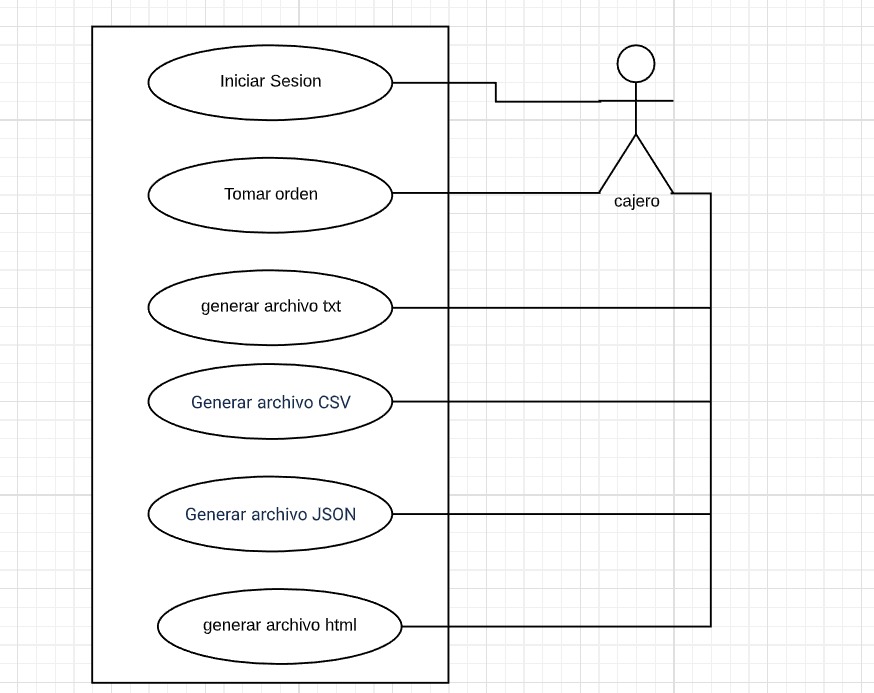 Iniciar Sesion
Tomar orden
cajero
generar archivo txt
Generar archivo CSV
Generar archivo JSON
generar archivo html